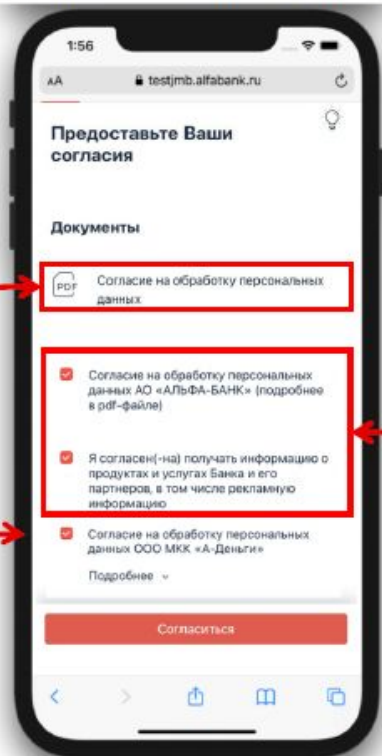 1:56
AA testjmb.alfabank.ru
Предоставьте Ваши
согласия
Документы
PDF Согласие на обработку персональных
данных
Согласие на обработку персональных
данных АО «АЛЬФА-БАНК» (подробнее
в pdf-файле)
Я согласен(-на) получать информацию о
продуктах и услугах Банка и его
партнеров, в том числе рекламную
информацию
Согласие на обработку персональных
данных ООО МКК «А-Деньги»
Подробнее
Согласиться